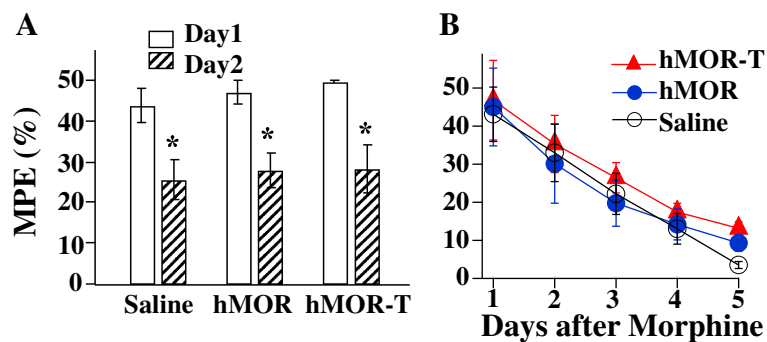 A
Day1
Day2
MPE (%)
50
40
30
20
10
0
*
*
*
Saline hMOR hMOR-T
B
hMOR-T
hMOR
Saline
50
40
30
20
10
0
1 2 3 4 5
Days after Morphine